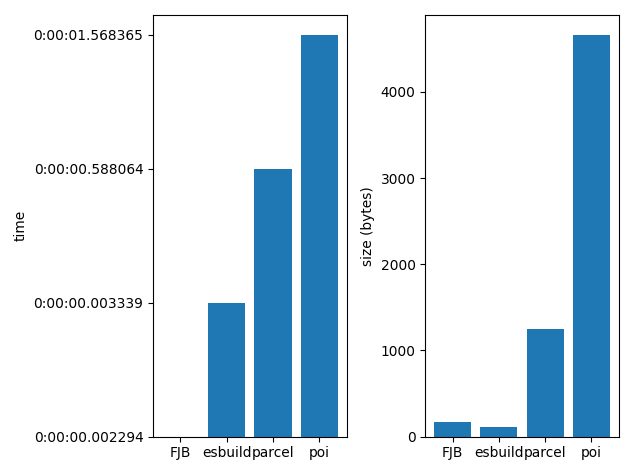 time
0:00:01.568365
0:00:00.588064
0:00:00.003339
0:00:00.002294
FJB esbuild parcel poi
size (bytes)
4000
3000
2000
1000
0
FJB esbuild parcel poi